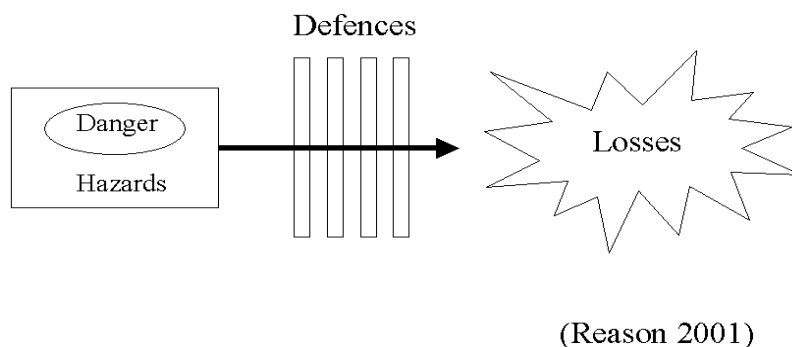 Defences
Danger
Hazards
Losses
(Reason 2001)